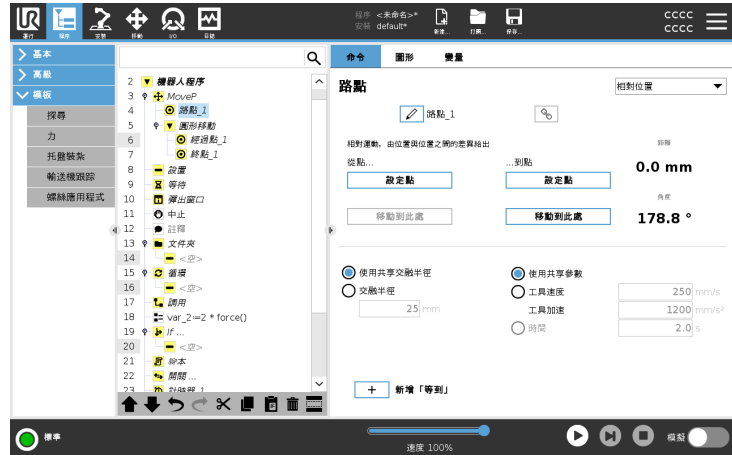 UR
運行
程序
安裝
移動
I/O
日誌
程序 <未命名>*
安裝 default*
新建...
打開...
保存...
cccc
cccc
基本
高級
模板
探尋
力
托盤裝紮
輸送機跟踪
螺絲應用程式
2 機器人程序
3 MoveP
4 路點_1
5 圓形移動
6 經過點_1
7 終點_1
8 設置
9 等待
10 彈出窗口
11 中止
12 註釋
13 文件夾
14 <空>
15 循環
16 <空>
17 調用
18 var_2≔2 * force()
19 If ...
20 <空>
21 腳本
22 開關 ...
23 計時器_1
命令 圖形 變量
路點
相對位置
路點_1
相對運動，由位置與位置之間的差異給出
從點... ...到點
設定點 設定點
移動到此處 移動到此處
距離
0.0 mm
角度
178.8 °
使用共享交融半徑
交融半徑
25 mm
使用共享參數
工具速度 250 mm/s
工具加速 1200 mm/s²
時間 2.0 s
+ 新增「等到」
標準
速度 100%
模擬